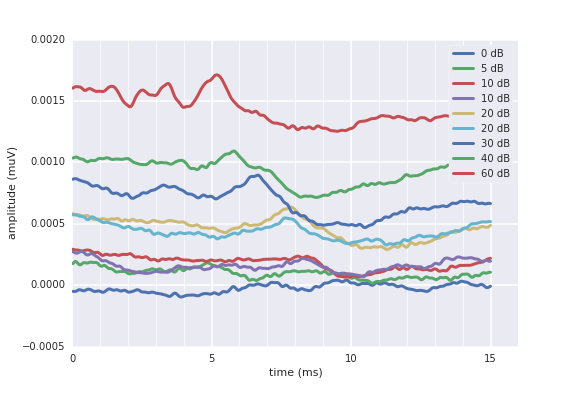 0.0020
0.0015
0.0010
0.0005
0.0000
−0.0005
amplitude (muV)
0 5 10 15
time (ms)
0 dB
5 dB
10 dB
10 dB
20 dB
20 dB
30 dB
40 dB
60 dB